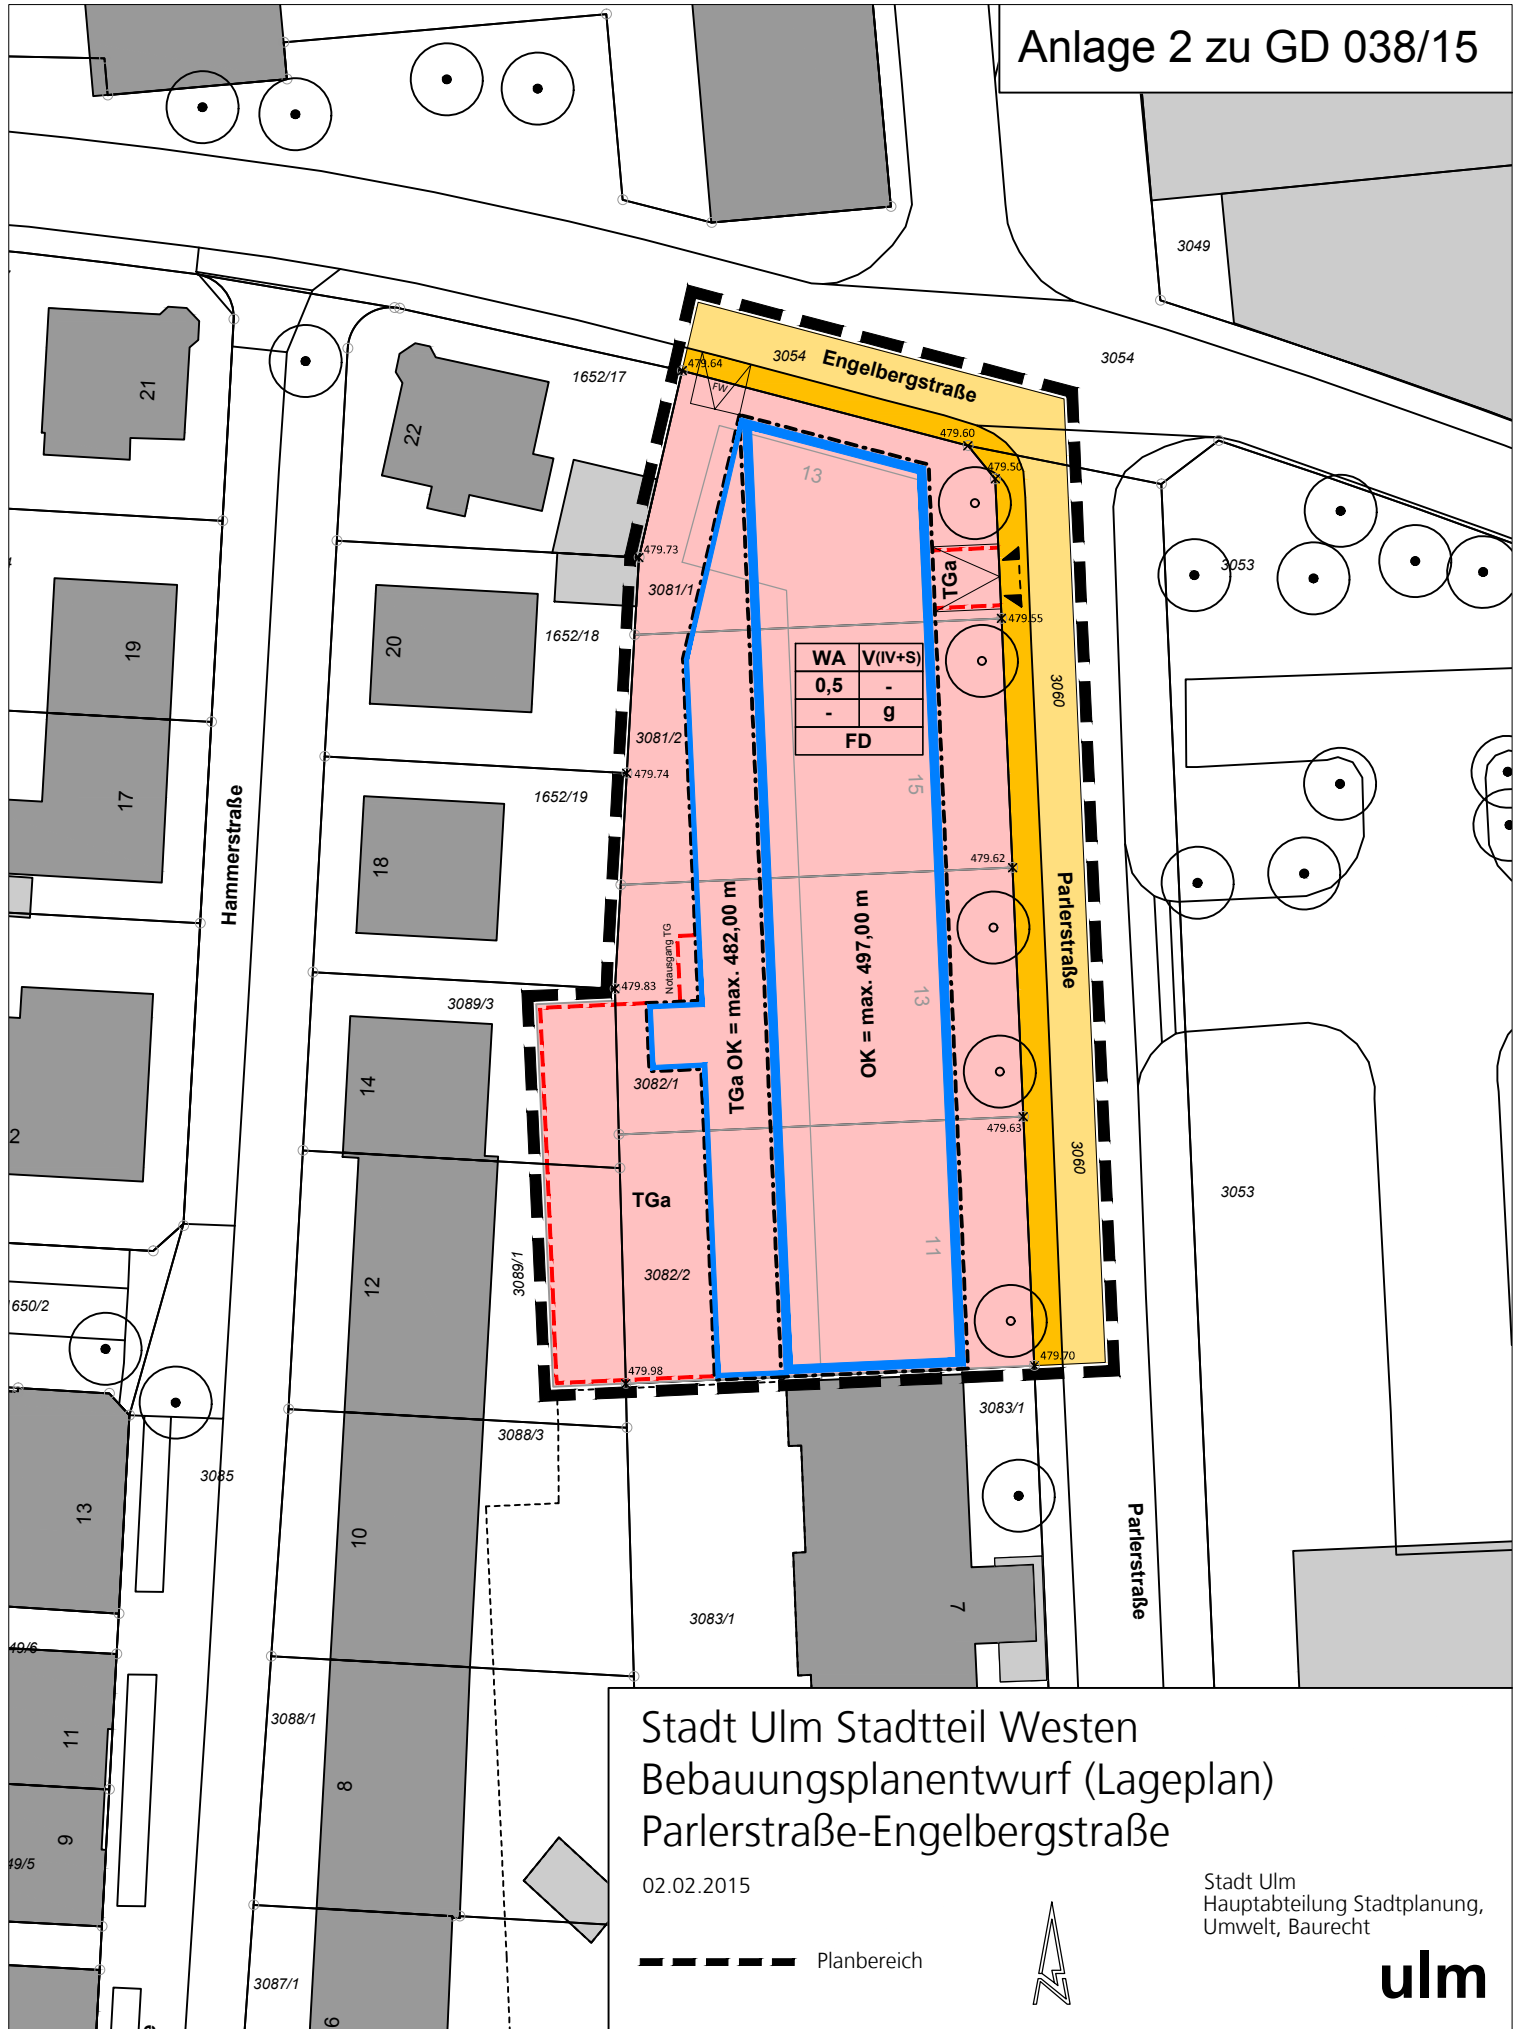 Anlage 2 zu GD 038/15
3049
3054
3054
Engelbergstraße
479.64
FW
1652/17
21
22
479.60
479.50
13
479.73
3081/1
TGa
3053
479.55
1652/18
20
19
WA V(IV+S)
0,5 -
- g
FD
3060
3081/2
479.74
15
1652/19
17
18
Hammerstraße
479.62
Parlerstraße
TGa OK = max. 482,00 m
OK = max. 497,00 m
Notausgang TG
479.83
3089/3
13
14
3082/1
2
479.63
3060
3053
TGa
3089/1
3082/2
11
12
1650/2
479.98
479.70
3083/1
3088/3
3085
13
10
Parlerstraße
7
3083/1
49/6
3088/1
11
8
9
49/5
3087/1
6
Stadt Ulm Stadtteil Westen
Bebauungsplanentwurf (Lageplan)
Parlerstraße-Engelbergstraße
02.02.2015
Stadt Ulm
Hauptabteilung Stadtplanung,
Umwelt, Baurecht
Planbereich
ulm